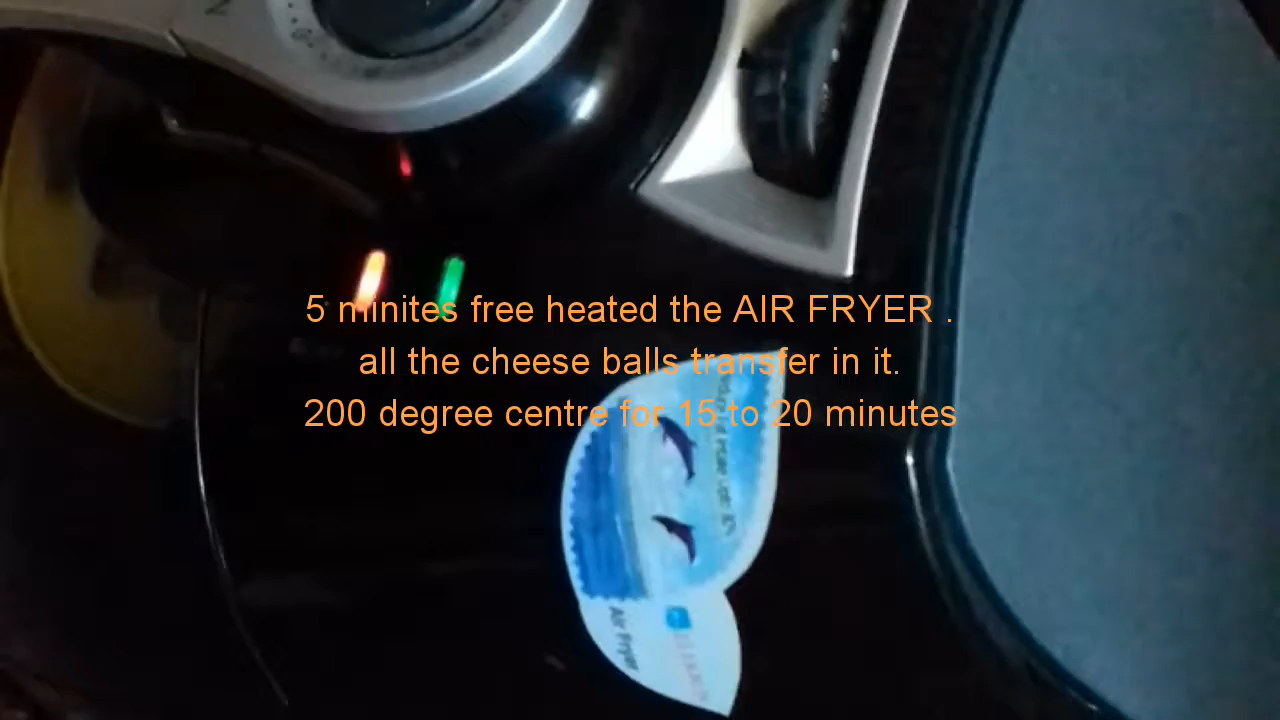 5 minites free heated the AIR FRYER .
all the cheese balls transfer in it.
200 degree centre for 15 to 20 minutes
Air Fryer